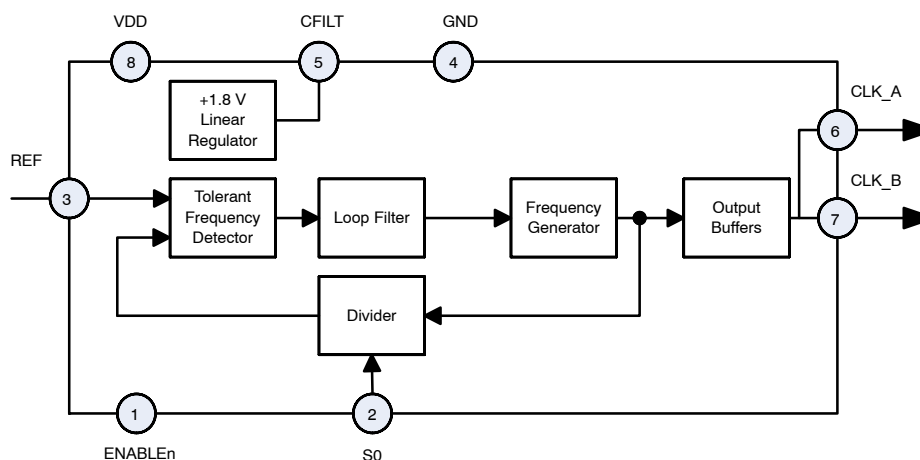 VDD
CFILT
GND
8
5
4
+1.8 V
Linear
Regulator
CLK_A
6
REF
3
Tolerant
Frequency
Detector
Loop Filter
Frequency
Generator
Output
Buffers
CLK_B
7
Divider
1
2
ENABLEn
S0